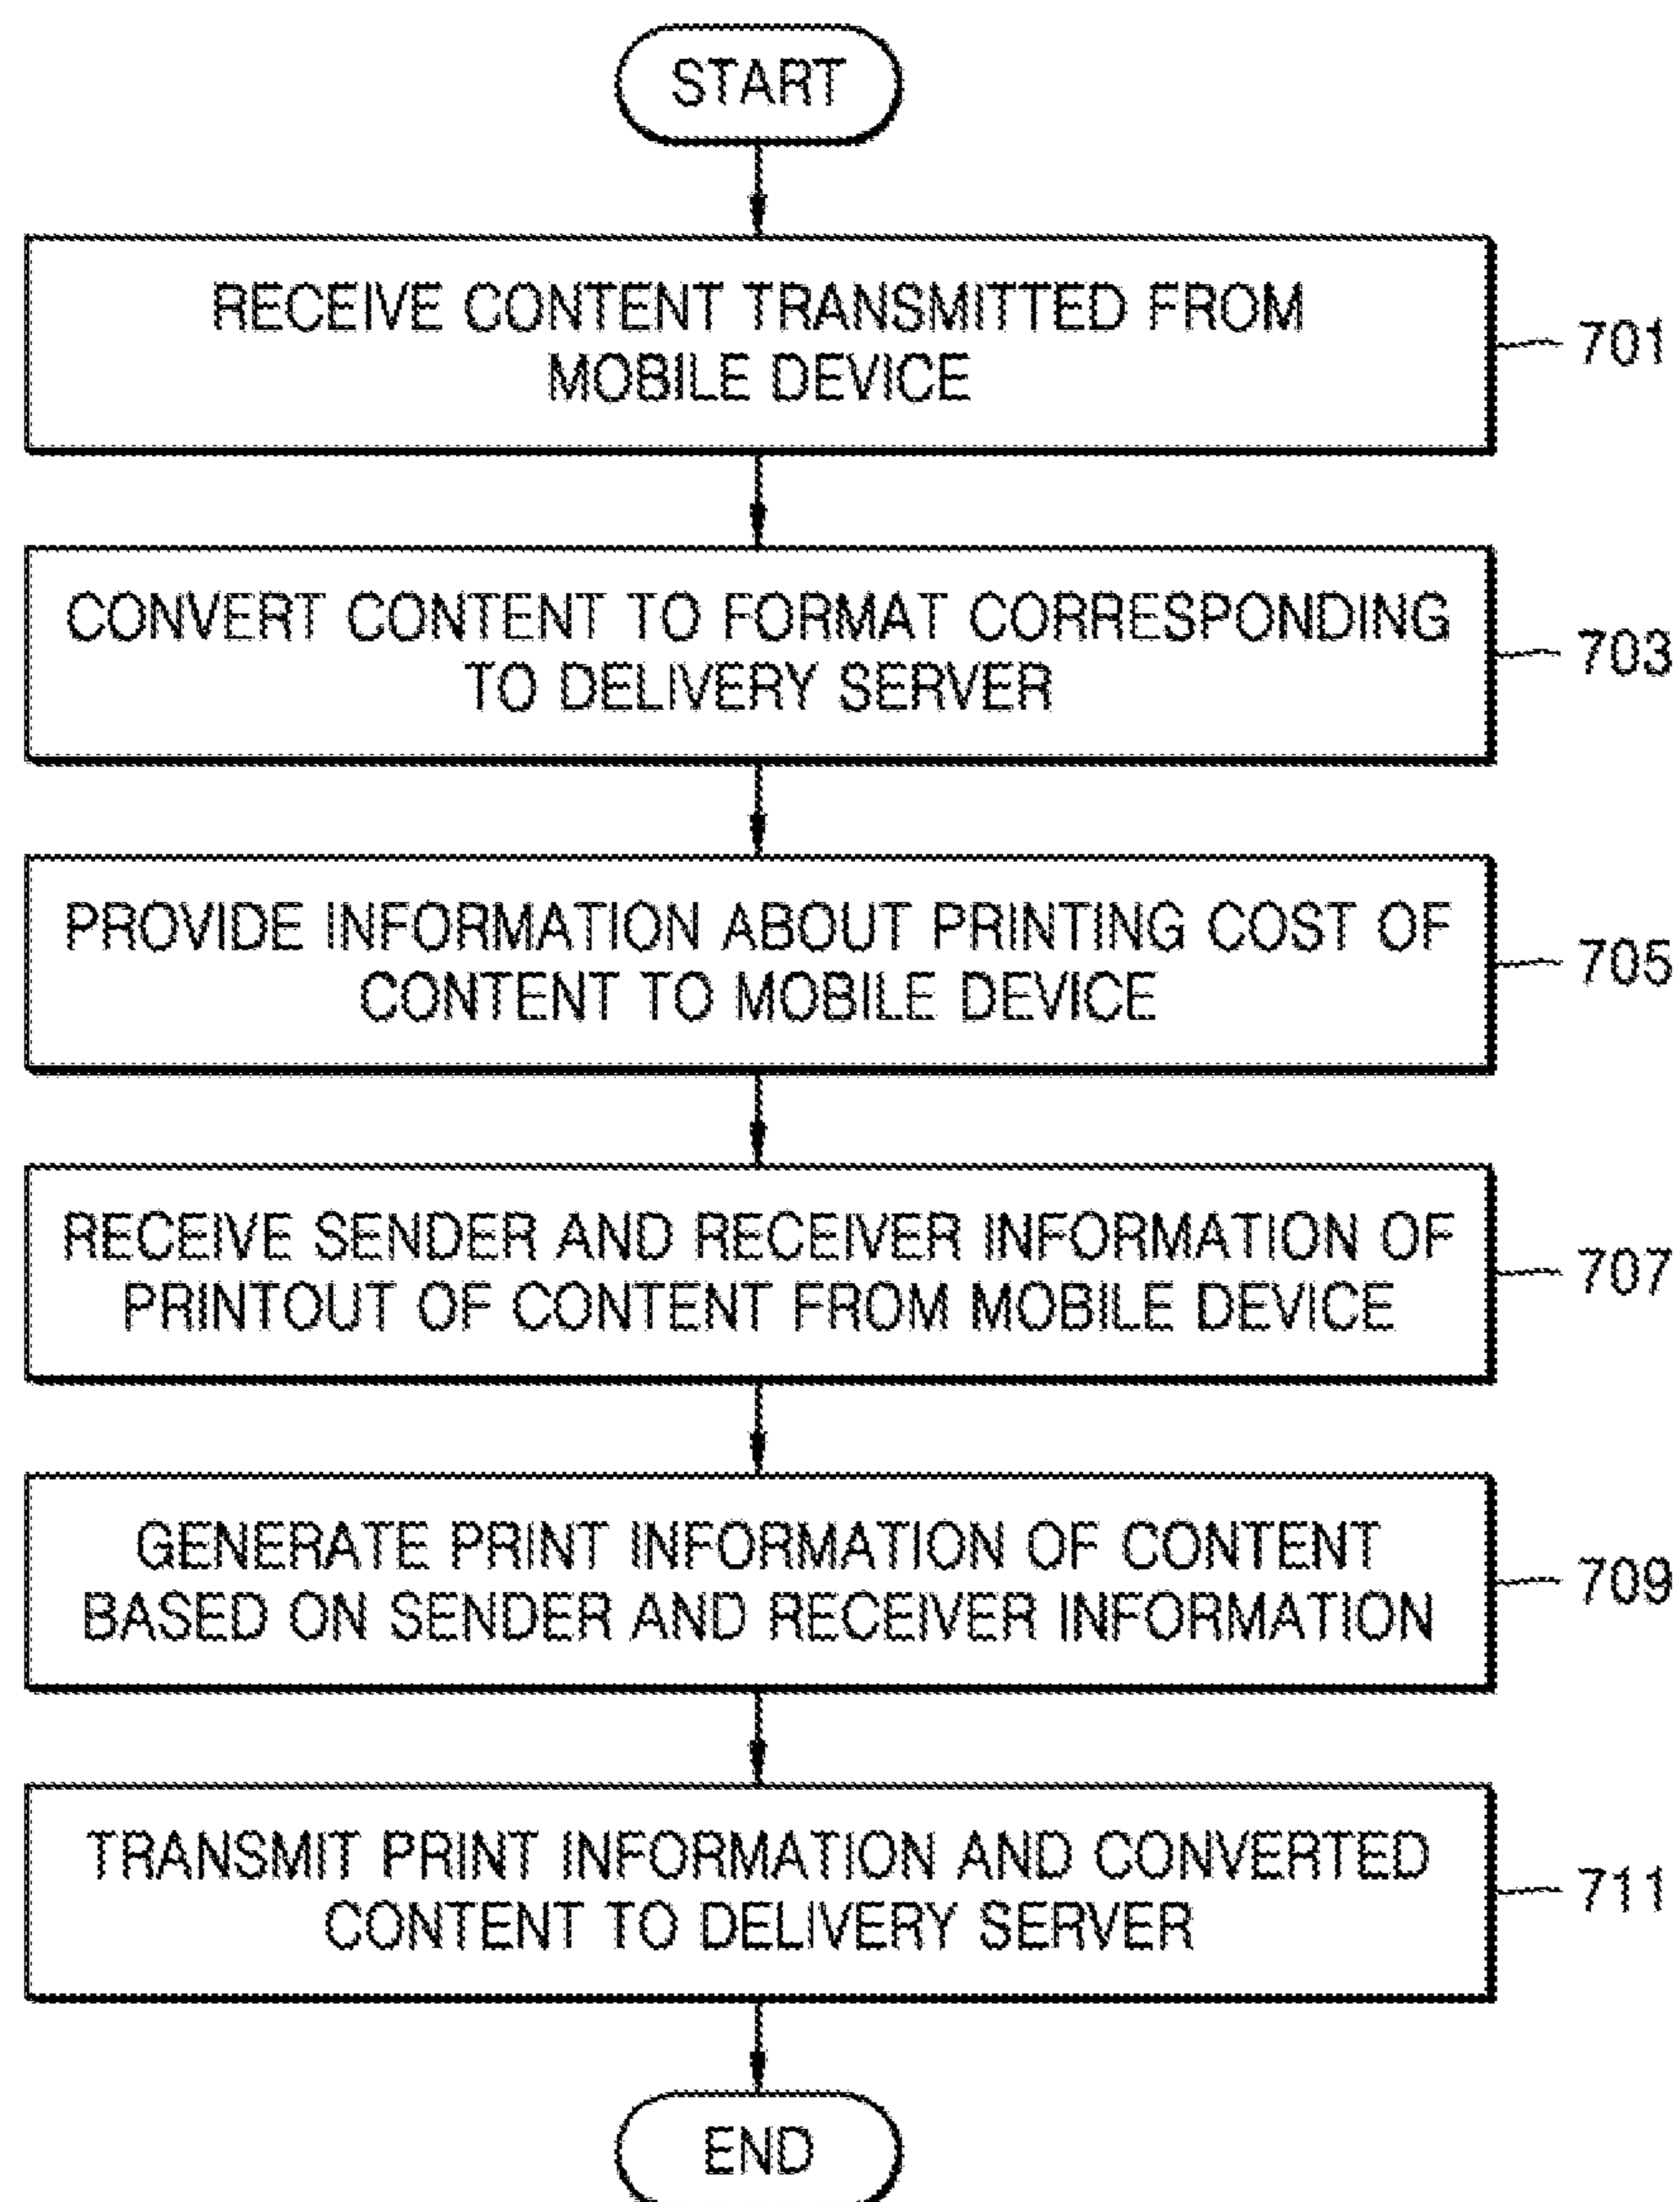 START
RECEIVE CONTENT TRANSMITTED FROM
MOBILE DEVICE
701
CONVERT CONTENT TO FORMAT CORRESPONDING
TO DELIVERY SERVER
703
PROVIDE INFORMATION ABOUT PRINTING COST OF
CONTENT TO MOBILE DEVICE
705
RECEIVE SENDER AND RECEIVER INFORMATION OF
PRINTOUT OF CONTENT FROM MOBILE DEVICE
707
GENERATE PRINT INFORMATION OF CONTENT
BASED ON SENDER AND RECEIVER INFORMATION
709
TRANSMIT PRINT INFORMATION AND CONVERTED
CONTENT TO DELIVERY SERVER
711
END